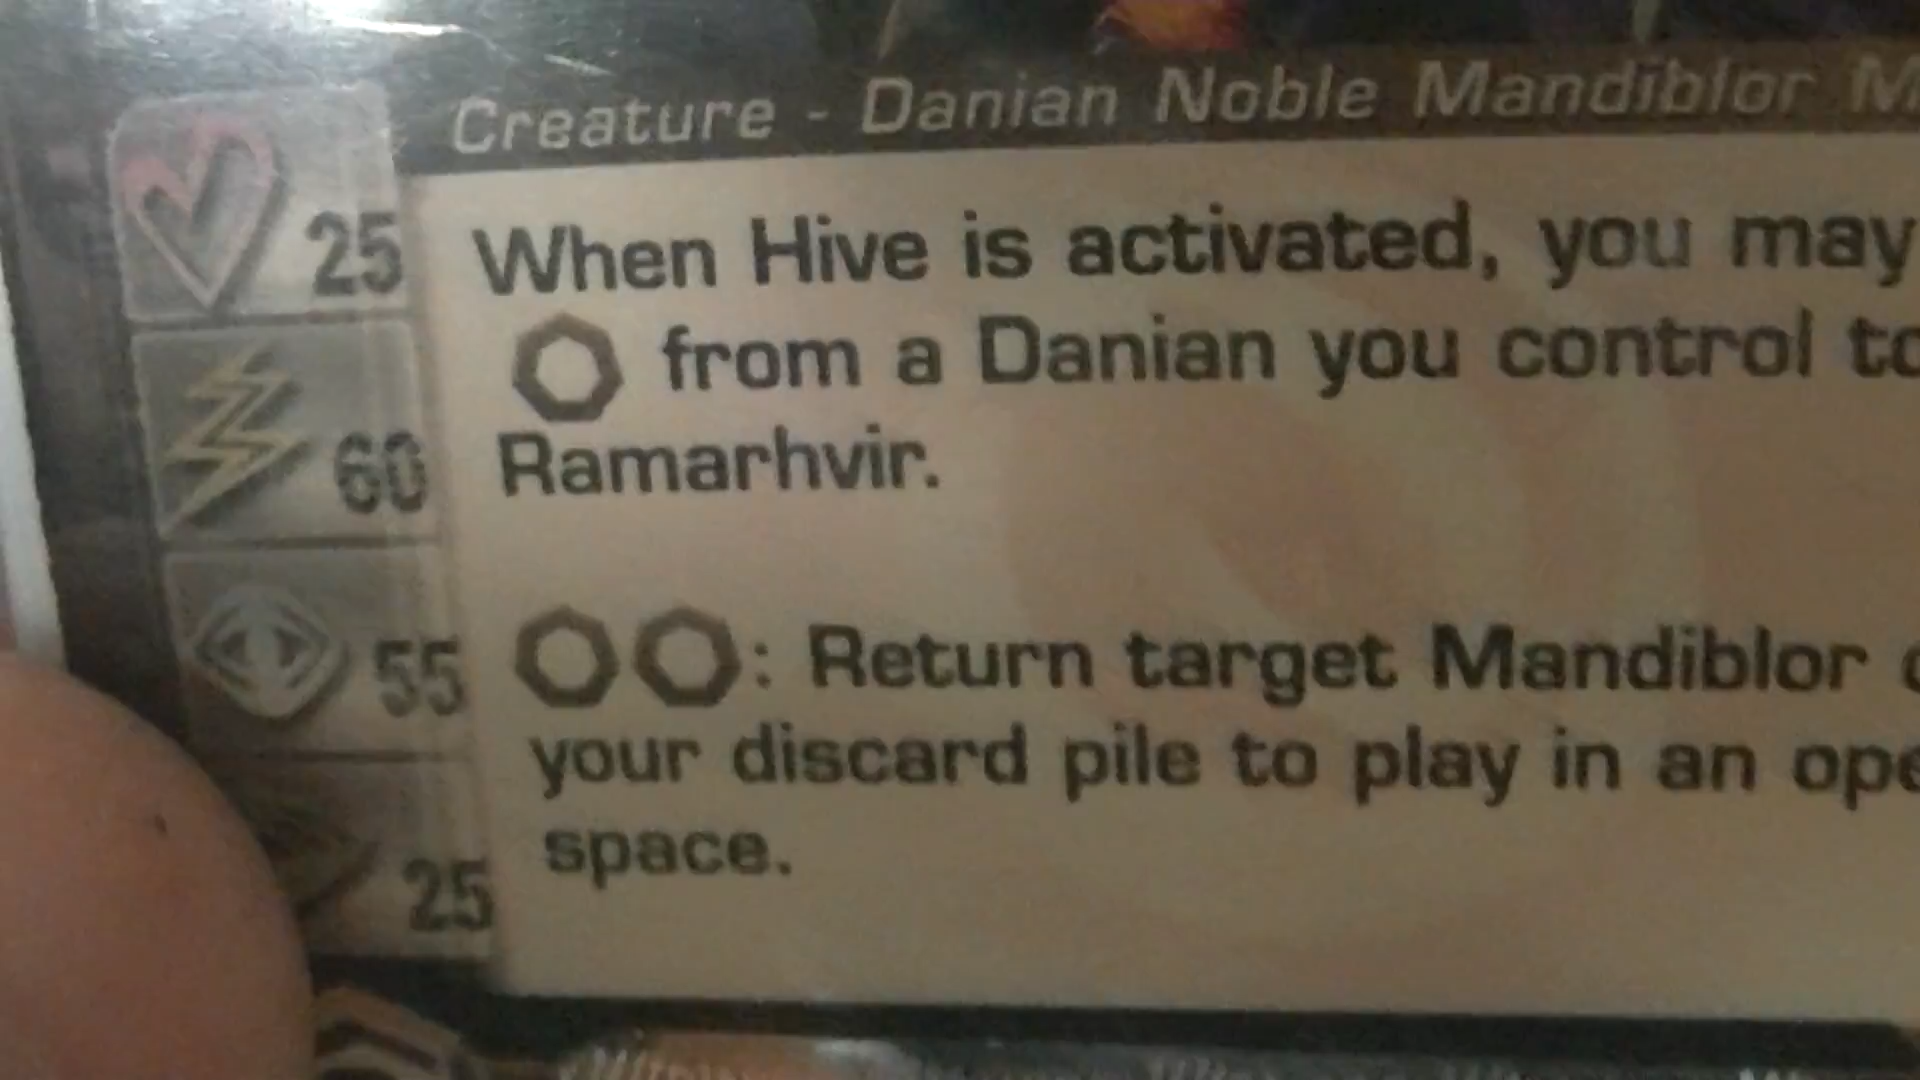 Creature - Danian Noble Mandiblor M
25
When Hive is activated, you may
from a Danian you control to
60
Ramarhvir.
55
: Return target Mandiblor
your discard pile to play in an ope
25
space.